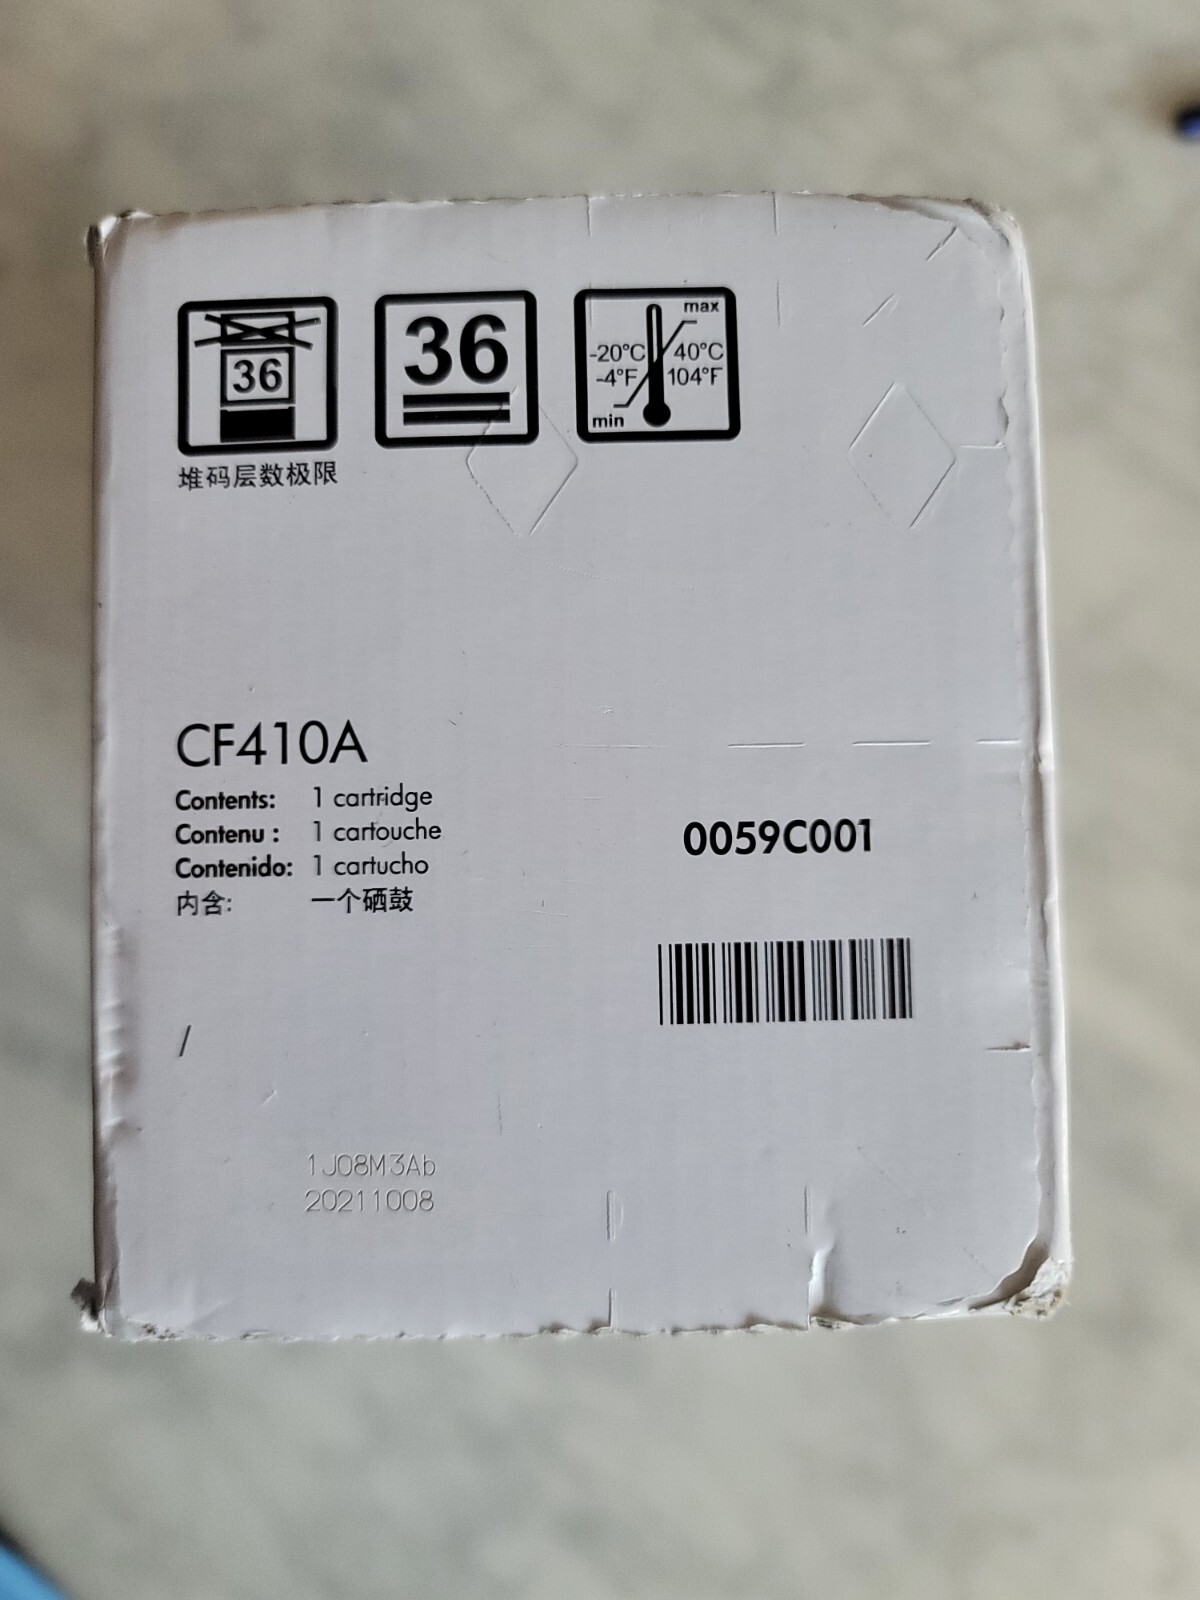 36
36
max
-20°C 40°C
-4°F 104°F
min
堆码层数极限
CF410A
Contents: 1 cartridge
Contenu : 1 cartouche
Contenido: 1 cartucho
内含: 一个硒鼓
0059C001
/
1J08M3Ab
20211008